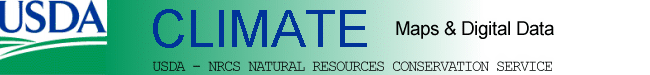 USDA
CLIMATE Maps & Digital Data
USDA - NRCS NATURAL RESOURCES CONSERVATION SERVICE